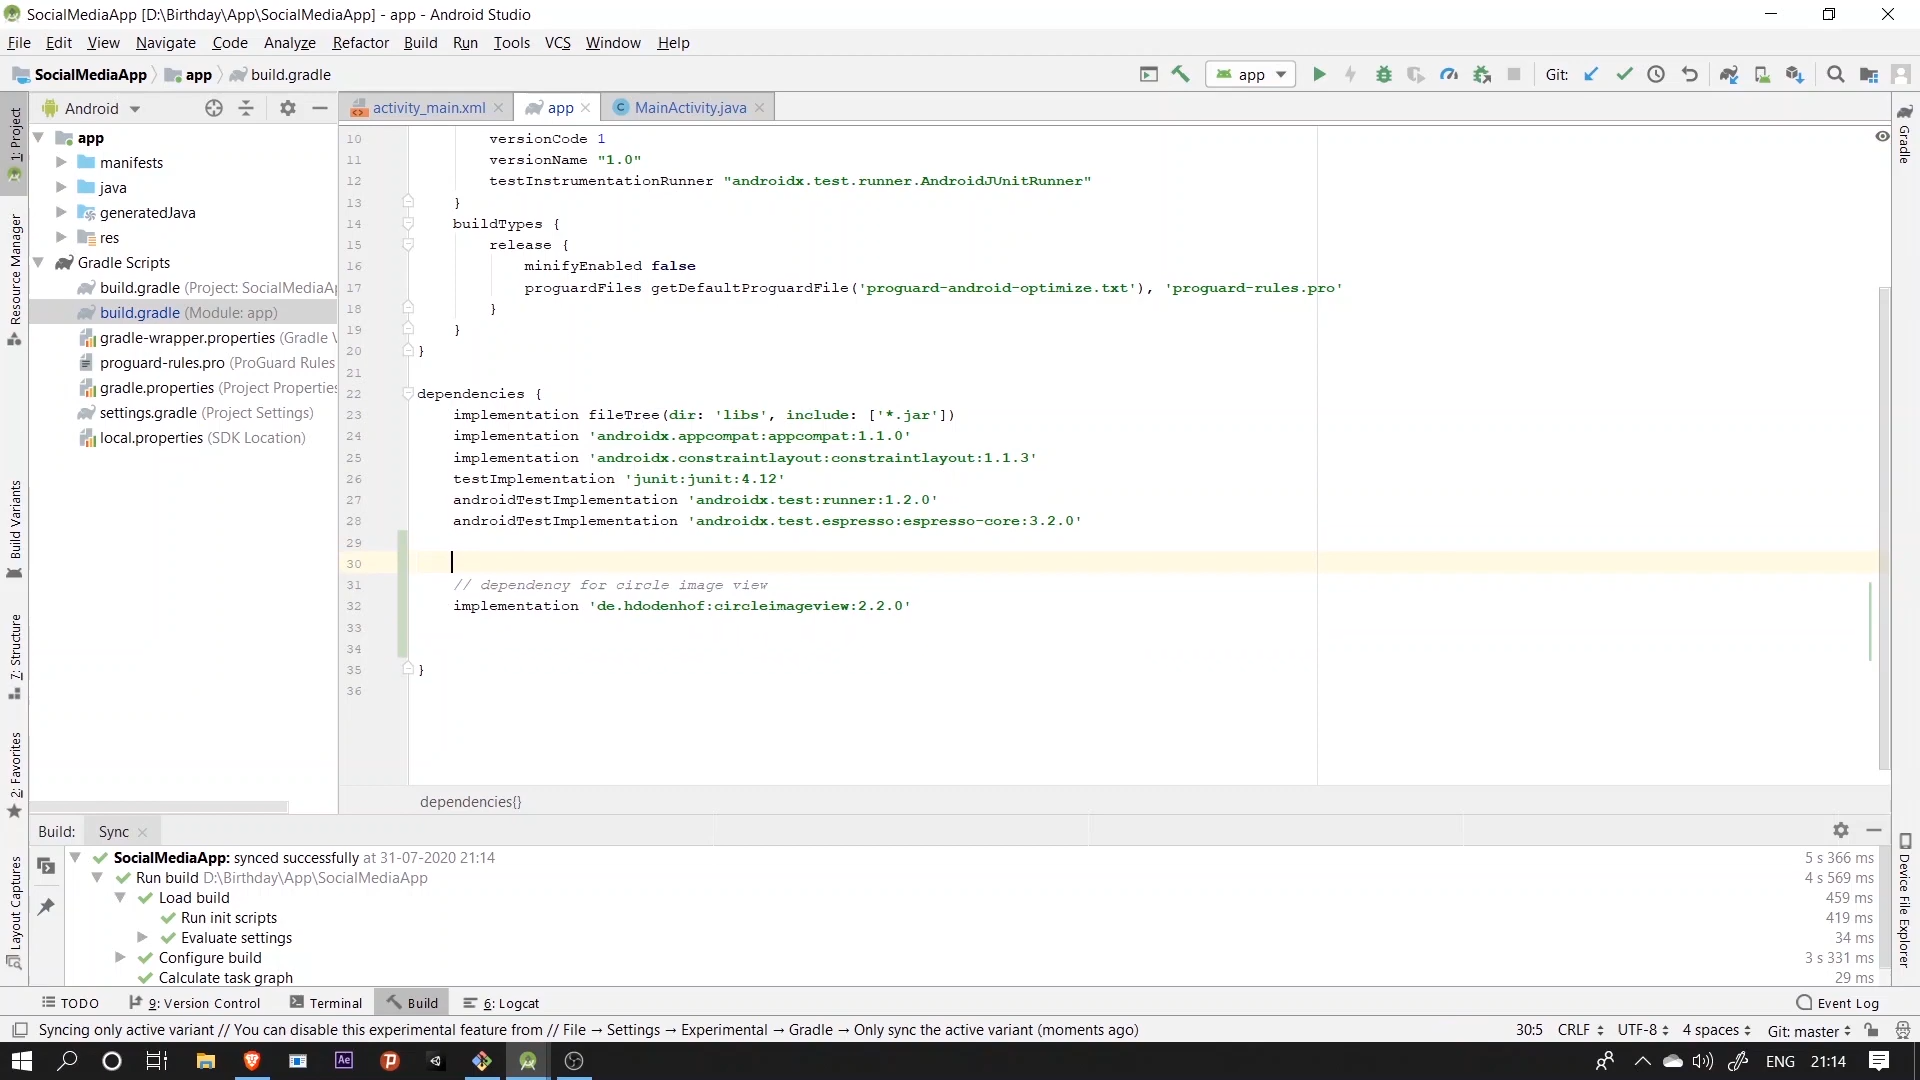 SocialMediaApp [D:\Birthday\App\SocialMediaApp] - app - Android Studio
File Edit View Navigate Code Analyze Refactor Build Run Tools VCS Window Help
SocialMediaApp app build.gradle
app
Git:
Android
activity_main.xml
app
MainActivity.java
1: Project
Resource Manager
Build Variants
7: Structure
2: Favorites
Layout Captures
app
manifests
java
generatedJava
res
Gradle Scripts
build.gradle (Project: SocialMediaAp
build.gradle (Module: app)
gradle-wrapper.properties (Gradle V
proguard-rules.pro (ProGuard Rules
gradle.properties (Project Properties
settings.gradle (Project Settings)
local.properties (SDK Location)
10 versionCode 1
11 versionName "1.0"
12 testInstrumentationRunner "androidx.test.runner.AndroidJUnitRunner"
13 }
14 buildTypes {
15 release {
16 minifyEnabled false
17 proguardFiles getDefaultProguardFile('proguard-android-optimize.txt'), 'proguard-rules.pro'
18 }
19 }
20 }
21
22 dependencies {
23 implementation fileTree(dir: 'libs', include: ['*.jar'])
24 implementation 'androidx.appcompat:appcompat:1.1.0'
25 implementation 'androidx.constraintlayout:constraintlayout:1.1.3'
26 testImplementation 'junit:junit:4.12'
27 androidTestImplementation 'androidx.test:runner:1.2.0'
28 androidTestImplementation 'androidx.test.espresso:espresso-core:3.2.0'
29
30
31 // dependency for circle image view
32 implementation 'de.hdodenhof:circleimageview:2.2.0'
33
34
35 }
36
dependencies{}
Gradle
Device File Explorer
Build: Sync
SocialMediaApp: synced successfully at 31-07-2020 21:14 5 s 366 ms
Run build D:\Birthday\App\SocialMediaApp 4 s 569 ms
Load build 459 ms
Run init scripts 419 ms
Evaluate settings 34 ms
Configure build 3 s 331 ms
Calculate task graph 29 ms
TODO 9: Version Control Terminal Build 6: Logcat Event Log
Syncing only active variant // You can disable this experimental feature from // File → Settings → Experimental → Gradle → Only sync the active variant (moments ago) 30:5 CRLF UTF-8 4 spaces Git: master
Ae
ENG 21:14